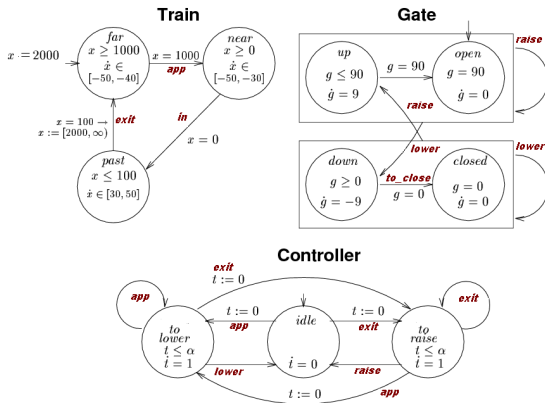 Train
x := 2000
far
x ≥ 1000
ẋ ∈
[-50, -40]
x = 1000
app
near
x ≥ 0
ẋ ∈
[-50, -30]
x = 100 →
x := [2000, ∞)
exit
in
x = 0
past
x ≤ 100
ẋ ∈ [30, 50]
Gate
up
g ≤ 90
ġ = 9
g = 90
open
g = 90
ġ = 0
raise
raise
lower
down
g ≥ 0
ġ = −9
to_close
g = 0
closed
g = 0
ġ = 0
lower
Controller
app
exit
t := 0
to
lower
t ≤ α
ṫ = 1
t := 0
app
lower
idle
ṫ = 0
t := 0
exit
raise
to
raise
t ≤ α
ṫ = 1
exit
t := 0
app